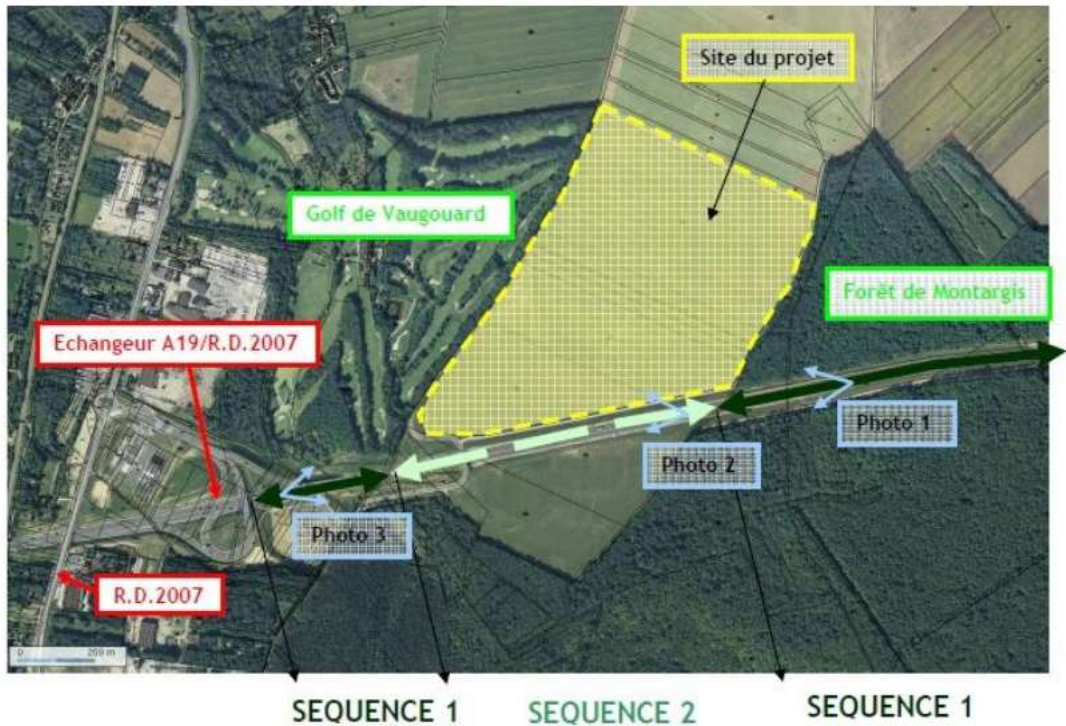 Site du projet
Golf de Vaugouard
Forêt de Montargis
Echangeur A19/R.D.2007
Photo 1
Photo 2
Photo 3
R.D.2007
0
SEQUENCE 1
SEQUENCE 2
SEQUENCE 1